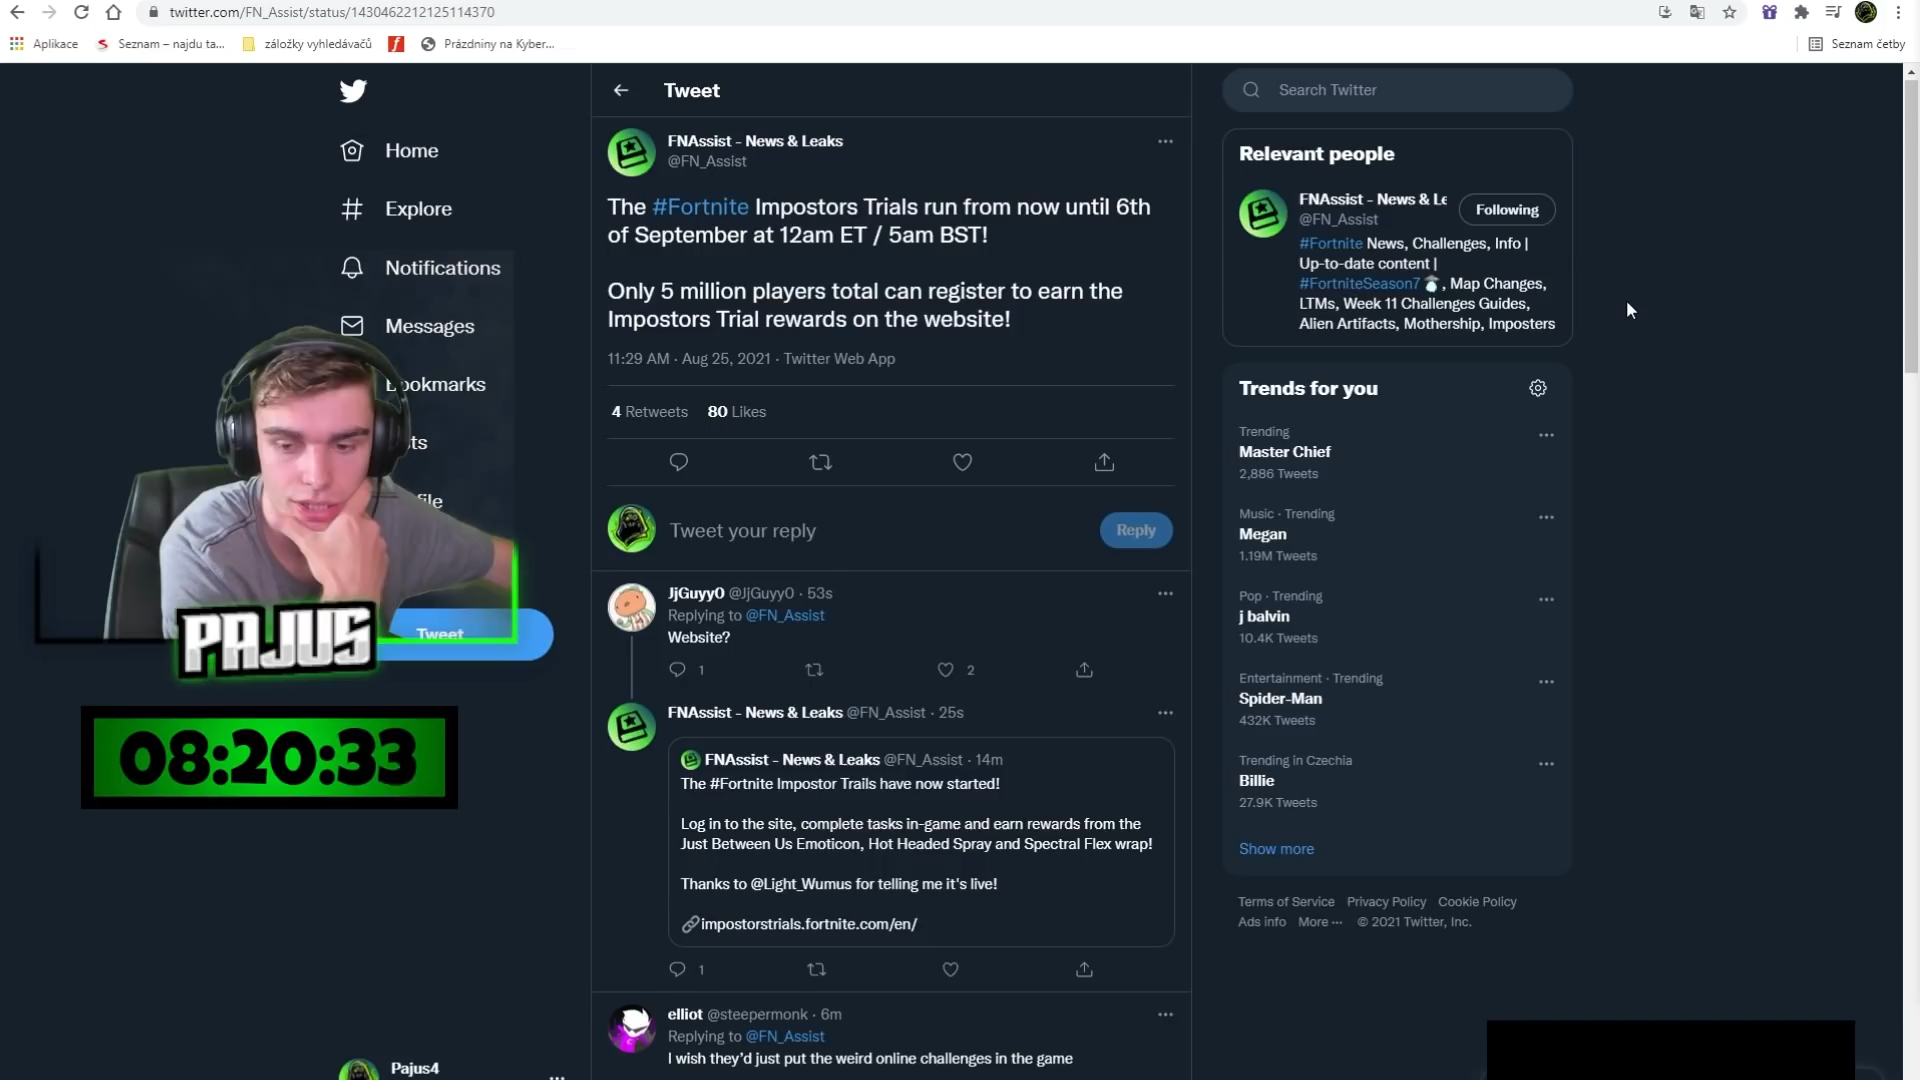 twitter.com/FN_Assist/status/1430462212125114370
Aplikace
Seznam – najdu ta...
záložky vyhledávačů
Prázdniny na Kyber...
Seznam četby
Home
Explore
Notifications
Messages
Bookmarks
Tweet
PAJUS
08:20:33
Pajus4
Tweet
FNAssist - News & Leaks
@FN_Assist
The #Fortnite Impostors Trials run from now until 6th
of September at 12am ET / 5am BST!
Only 5 million players total can register to earn the
Impostors Trial rewards on the website!
11:29 AM · Aug 25, 2021 · Twitter Web App
4 Retweets 80 Likes
Tweet your reply
Reply
JjGuyy0 @JjGuyy0 · 53s
Replying to @FN_Assist
Website?
1
2
FNAssist - News & Leaks @FN_Assist · 25s
FNAssist - News & Leaks @FN_Assist · 14m
The #Fortnite Impostor Trails have now started!
Log in to the site, complete tasks in-game and earn rewards from the
Just Between Us Emoticon, Hot Headed Spray and Spectral Flex wrap!
Thanks to @Light_Wumus for telling me it's live!
impostorstrials.fortnite.com/en/
1
elliot @steepermonk · 6m
Replying to @FN_Assist
I wish they'd just put the weird online challenges in the game
Search Twitter
Relevant people
FNAssist - News & Le
@FN_Assist
Following
#Fortnite News, Challenges, Info |
Up-to-date content |
#FortniteSeason7, Map Changes,
LTMs, Week 11 Challenges Guides,
Alien Artifacts, Mothership, Imposters
Trends for you
Trending
Master Chief
2,886 Tweets
Music · Trending
Megan
1.19M Tweets
Pop · Trending
j balvin
10.4K Tweets
Entertainment · Trending
Spider-Man
432K Tweets
Trending in Czechia
Billie
27.9K Tweets
Show more
Terms of Service Privacy Policy Cookie Policy
Ads info More ··· © 2021 Twitter, Inc.